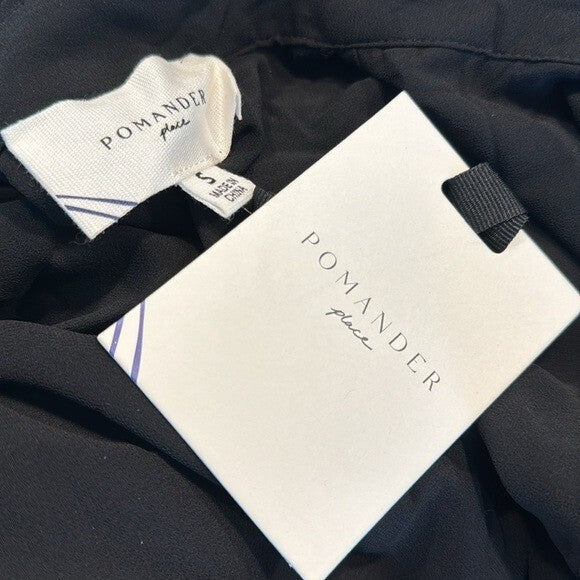 POMANDER
place
S
MADE IN
CHINA
POMANDER
place